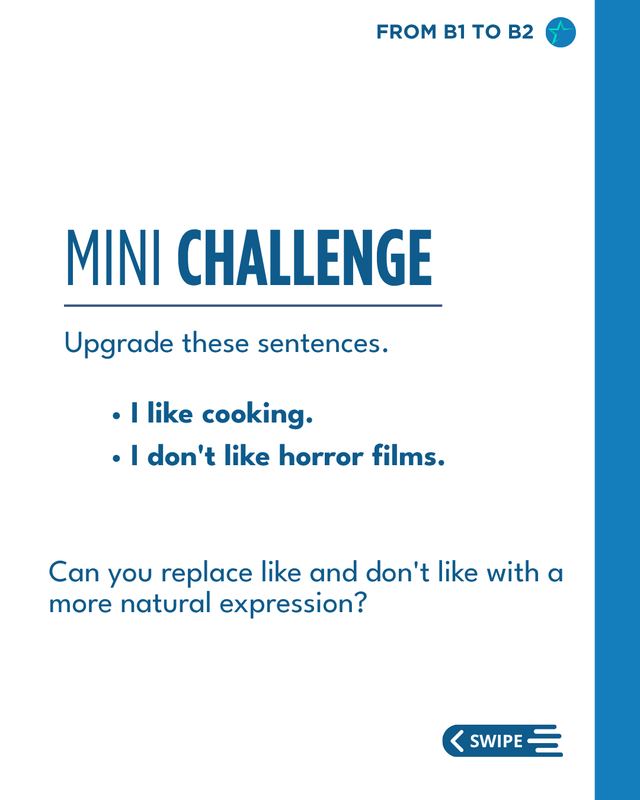 FROM B1 TO B2
MINI CHALLENGE
Upgrade these sentences.
• I like cooking.
• I don't like horror films.
Can you replace like and don't like with a
more natural expression?
SWIPE